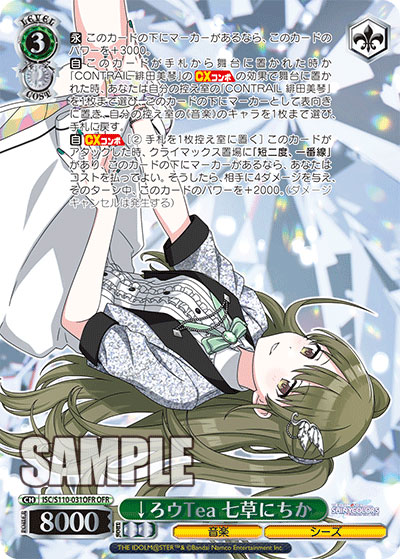 LEVEL
3
2
COST
永 このカードの下にマーカーがあるなら、このカードの
パワーを+3000。
自 このカードが手札から舞台に置かれた時か
「CONTRAIL 緋田美琴」のCXコンボの効果で舞台に置か
れた時、あなたは自分の控え室の「CONTRAIL 緋田美琴」
を1枚まで選び、このカードの下にマーカーとして表向き
に置き、自分の控え室の《音楽》のキャラを1枚まで選び、
手札に戻す。
自 CXコンボ [② 手札を1枚控え室に置く] このカードが
アタックした時、クライマックス置場に「短二度、一番線」
があり、このカードの下にマーカーがあるなら、あなたは
コストを払ってよい。そうしたら、相手に4ダメージを与え、
そのターン中、このカードのパワーを+2000。(ダメージ
キャンセルは発生する)
SAMPLE
ISC/S110-031OFR OFR
↓ろウTea 七草にちか
SHINYCOLORS
POWER
8000
音楽
シーズ
THE IDOLM@STER™& ©Bandai Namco Entertainment Inc.